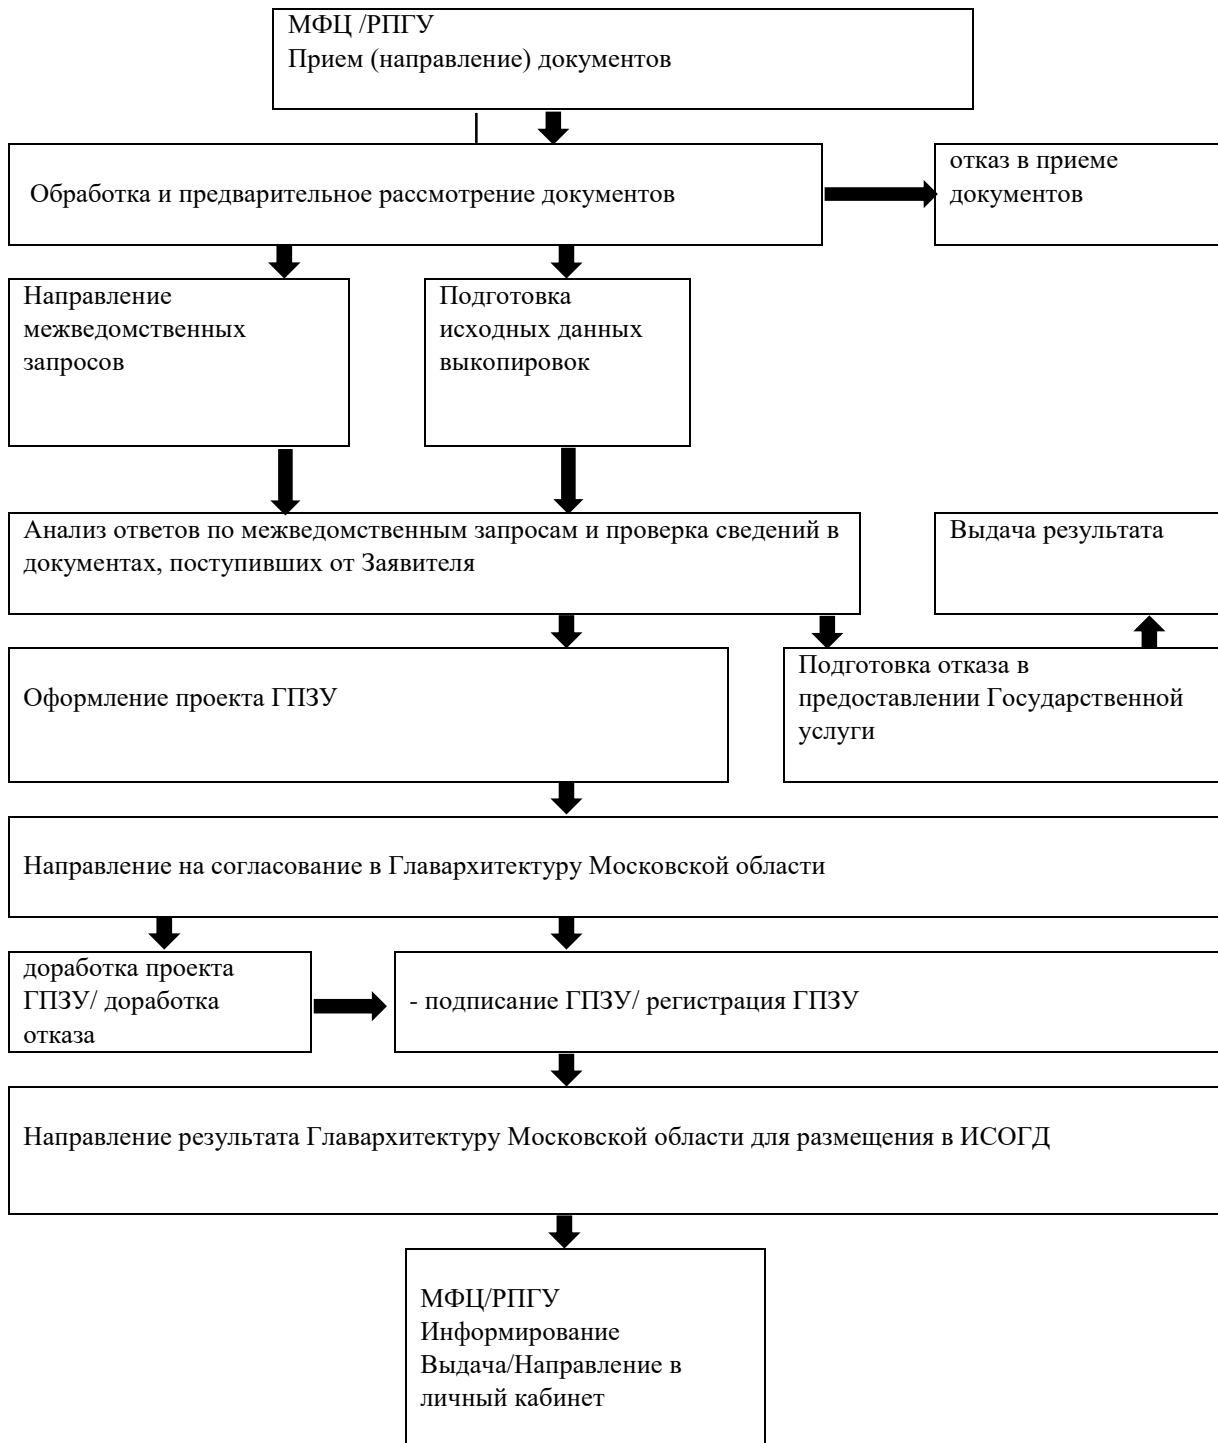 МФЦ /РПГУ
Прием (направление) документов
Обработка и предварительное рассмотрение документов
отказ в приеме
документов
Направление
межведомственных
запросов
Подготовка
исходных данных
выкопировок
Анализ ответов по межведомственным запросам и проверка сведений в
документах, поступивших от Заявителя
Выдача результата
Оформление проекта ГПЗУ
Подготовка отказа в
предоставлении Государственной
услуги
Направление на согласование в Главархитектуру Московской области
доработка проекта
ГПЗУ/ доработка
отказа
- подписание ГПЗУ/ регистрация ГПЗУ
Направление результата Главархитектуру Московской области для размещения в ИСОГД
МФЦ/РПГУ
Информирование
Выдача/Направление в
личный кабинет